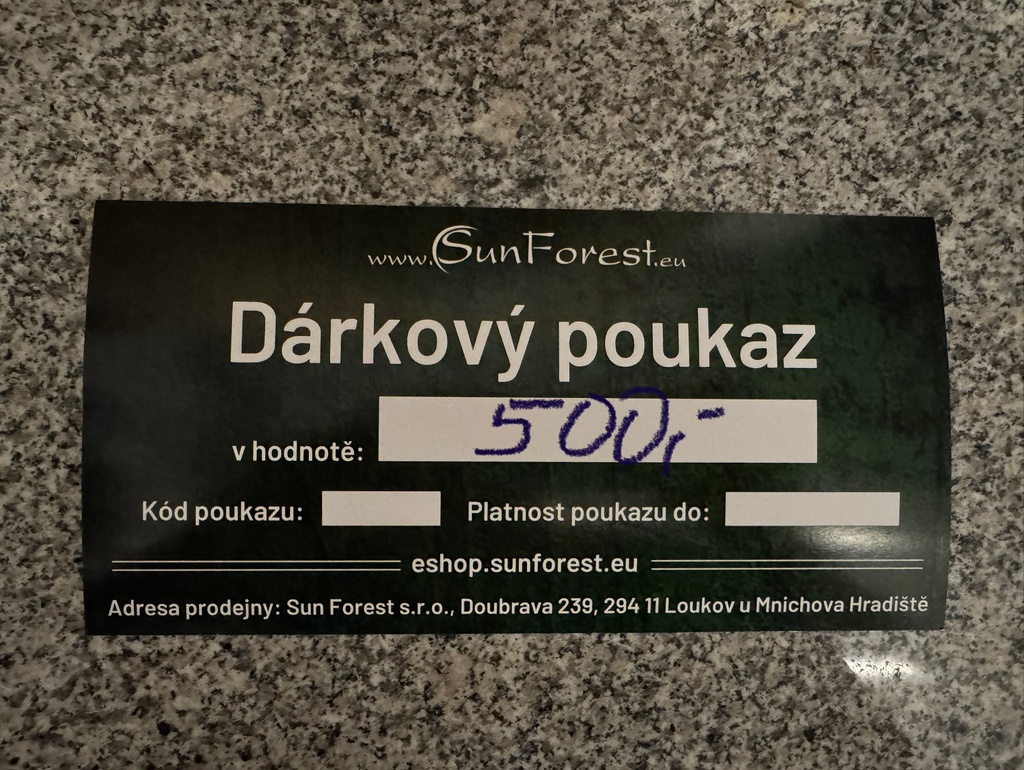 www.SunForest.eu
Dárkový poukaz
v hodnotě: 500,-
Kód poukazu: Platnost poukazu do:
eshop.sunforest.eu
Adresa prodejny: Sun Forest s.r.o., Doubrava 239, 294 11 Loukov u Mnichova Hradiště